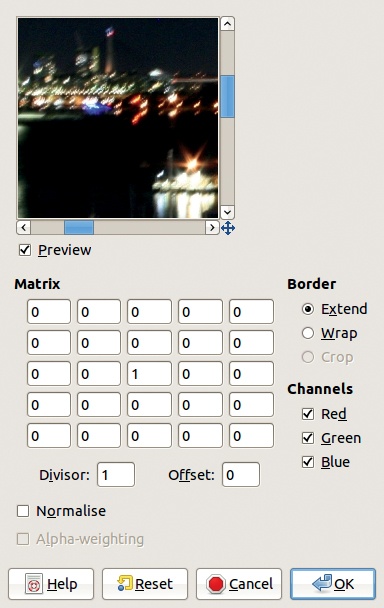 Preview
Matrix
0 0 0 0 0
0 0 0 0 0
0 0 1 0 0
0 0 0 0 0
0 0 0 0 0
Divisor: 1 Offset: 0
Normalise
Alpha-weighting
Border
Extend
Wrap
Crop
Channels
Red
Green
Blue
Help Reset Cancel OK